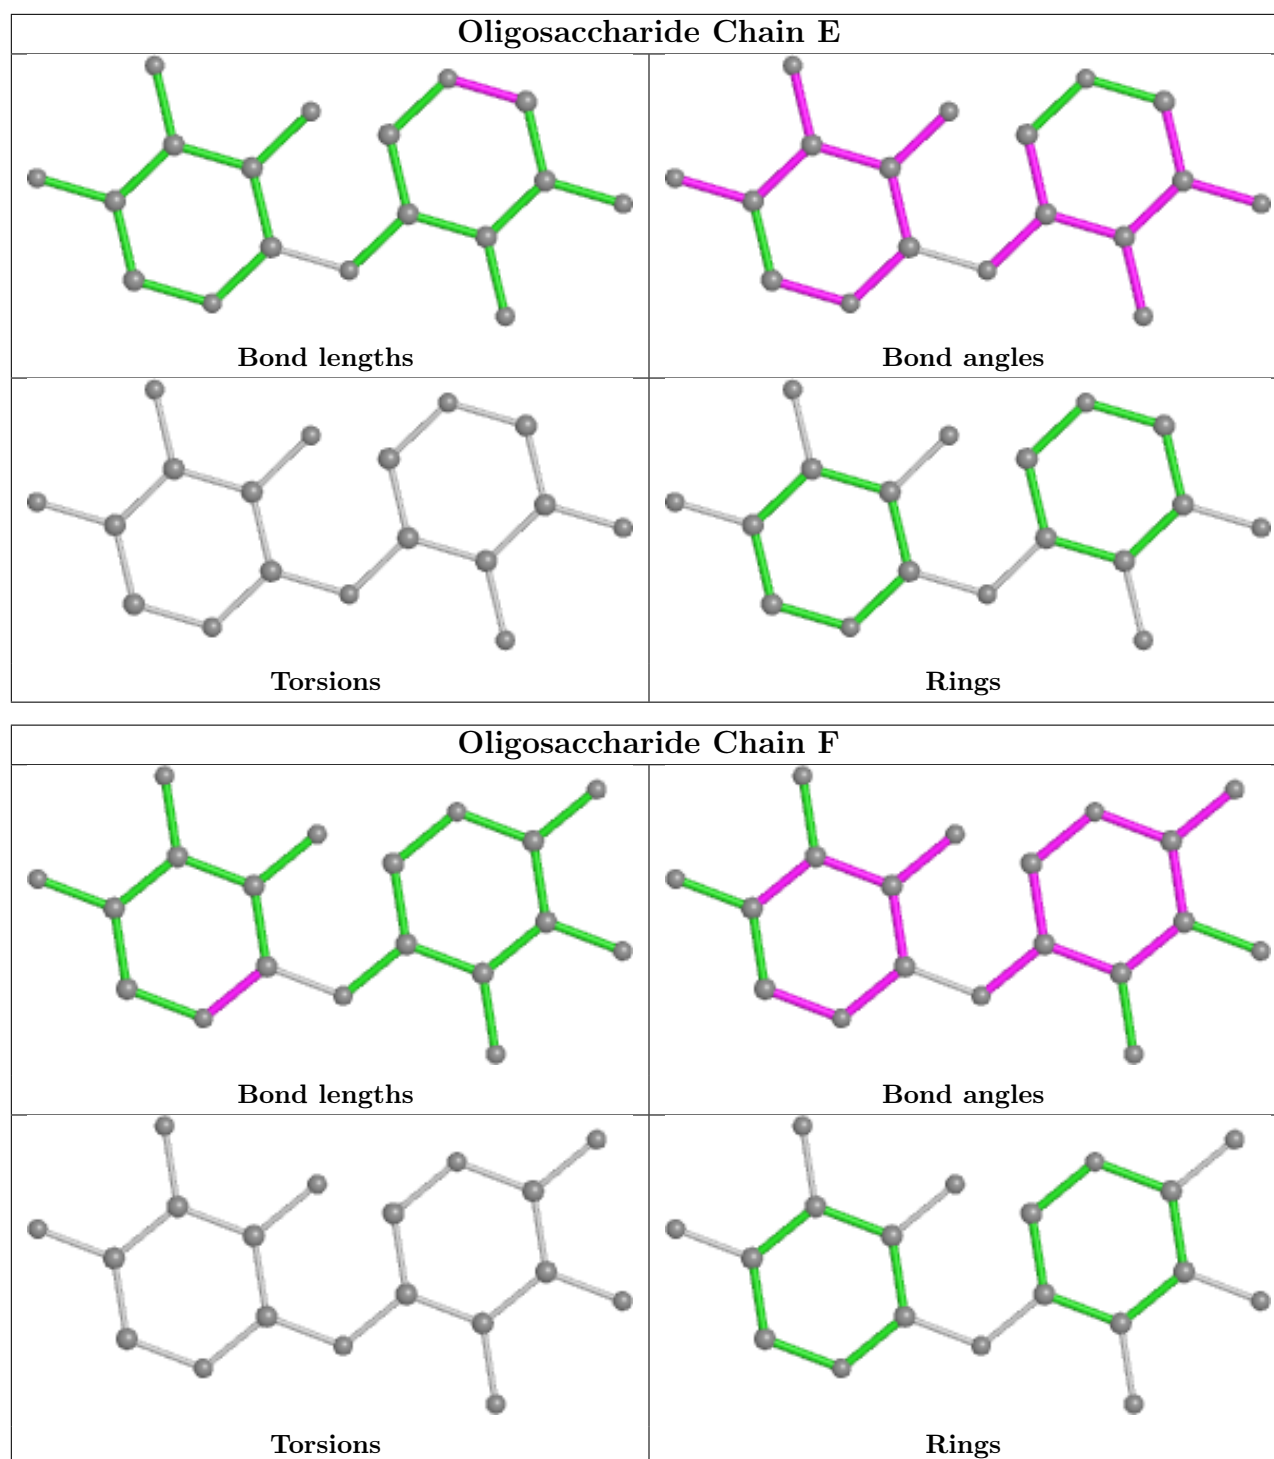 Oligosaccharide Chain E
Bond lengths
Bond angles
Torsions
Rings
Oligosaccharide Chain F
Bond lengths
Bond angles
Torsions
Rings